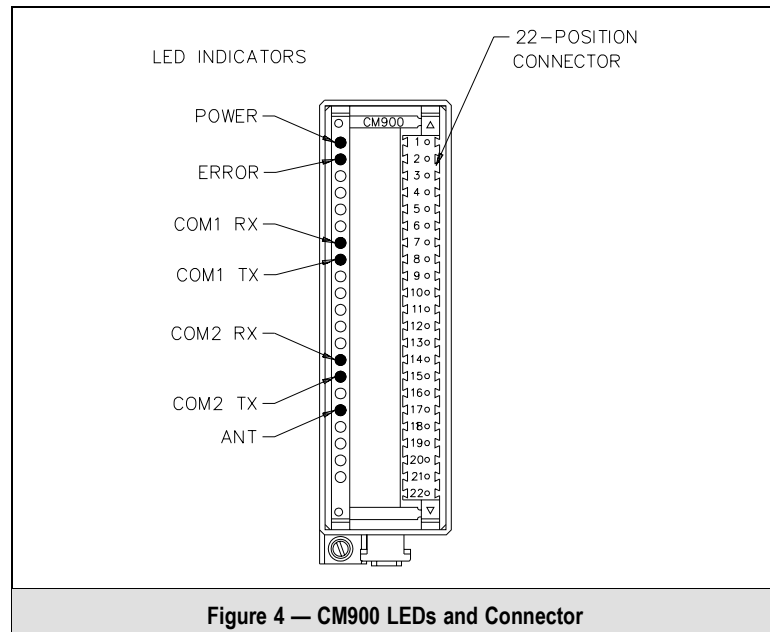 LED INDICATORS
22-POSITION
CONNECTOR
POWER
ERROR
COM1 RX
COM1 TX
COM2 RX
COM2 TX
ANT
CM900
1
2
3
4
5
6
7
8
9
10
11
12
13
14
15
16
17
18
19
20
21
22
Figure 4 — CM900 LEDs and Connector